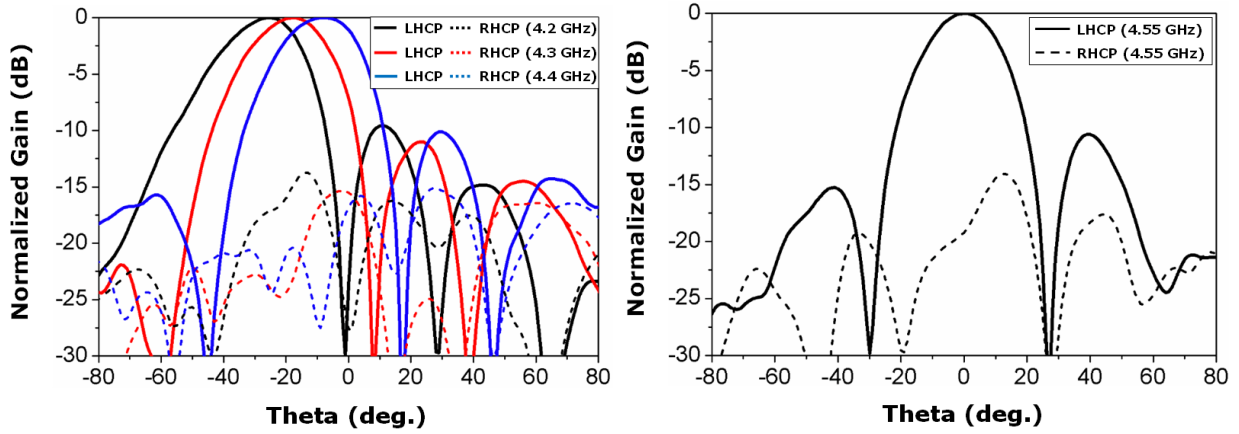 Normalized Gain (dB)
0
-5
-10
-15
-20
-25
-30
LHCP RHCP (4.2 GHz)
LHCP RHCP (4.3 GHz)
LHCP RHCP (4.4 GHz)
-80 -60 -40 -20 0 20 40 60 80
Theta (deg.)
Normalized Gain (dB)
0
-5
-10
-15
-20
-25
-30
LHCP (4.55 GHz)
RHCP (4.55 GHz)
-80 -60 -40 -20 0 20 40 60 80
Theta (deg.)